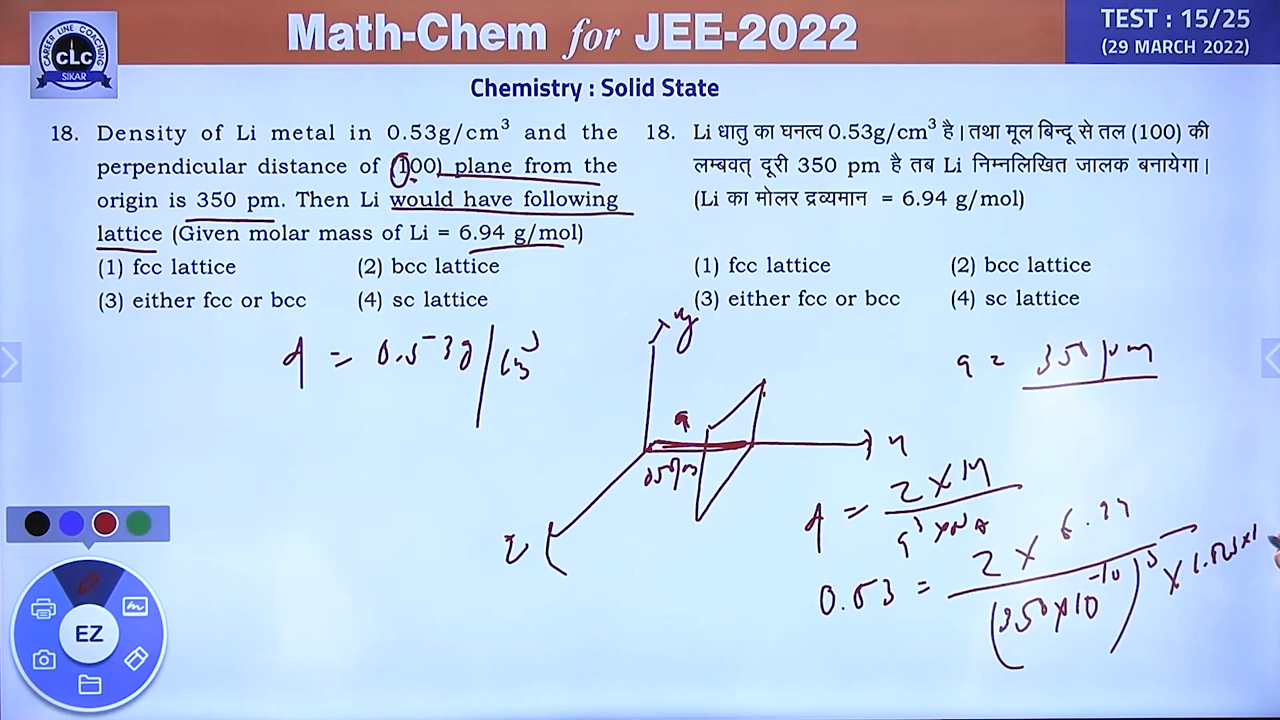 CAREER LINE COACHING
CLC
SIKAR
Math-Chem for JEE-2022
TEST : 15/25
(29 MARCH 2022)
Chemistry : Solid State
18. Density of Li metal in 0.53g/cm³ and the
perpendicular distance of (100) plane from the
origin is 350 pm. Then Li would have following
lattice (Given molar mass of Li = 6.94 g/mol)
(1) fcc lattice (2) bcc lattice
(3) either fcc or bcc (4) sc lattice
18. Li धातु का घनत्व 0.53g/cm³ है। तथा मूल बिन्दू से तल (100) की
लम्बवत् दूरी 350 pm है तब Li निम्नलिखित जालक बनायेगा।
(Li का मोलर द्रव्यमान = 6.94 g/mol)
(1) fcc lattice (2) bcc lattice
(3) either fcc or bcc (4) sc lattice
d = 0.53g/cm³
y
a
x
350pm
z
a = 350 pm
d = 2 × M
a³ × NA
0.53 = 2 × 6.94
(350×10⁻¹⁰)³ ×
EZ